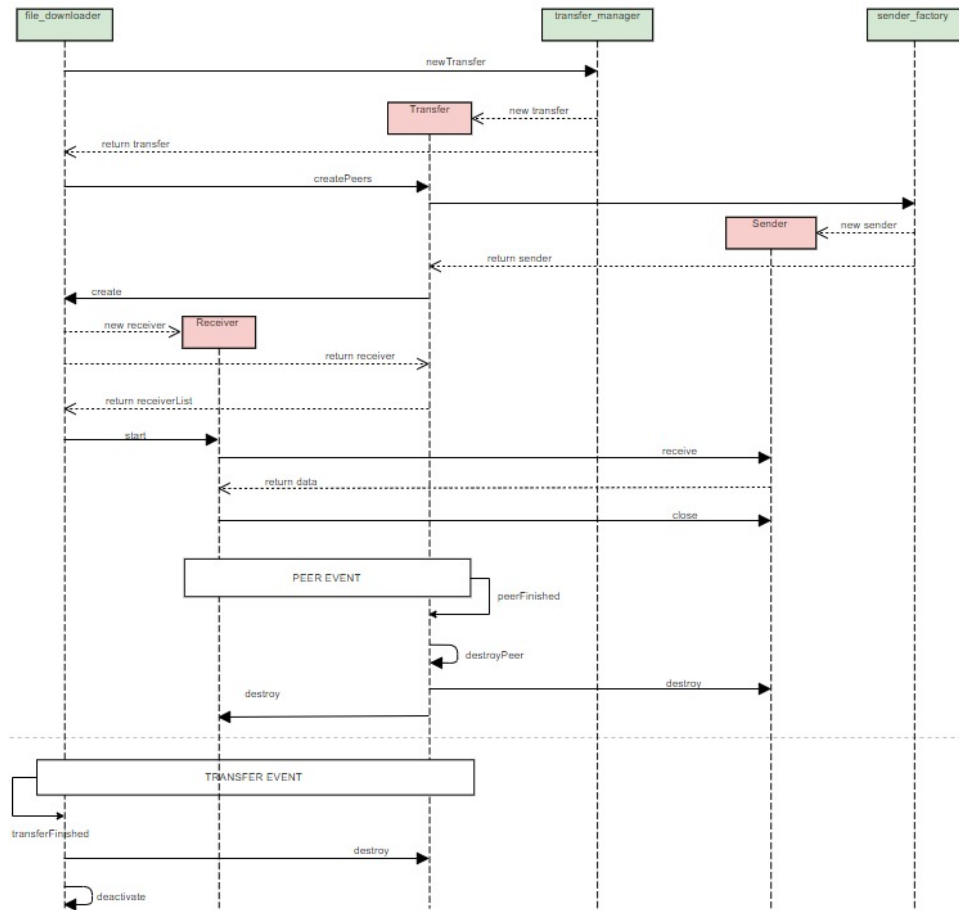 file_downloader
transfer_manager
sender_factory
newTransfer
Transfer
new transfer
return transfer
createPeers
Sender
new sender
return sender
create
new receiver
Receiver
return receiver
return receiverList
start
receive
return data
close
PEER EVENT
peerFinished
destroyPeer
destroy
destroy
TRANSFER EVENT
transferFinished
destroy
deactivate